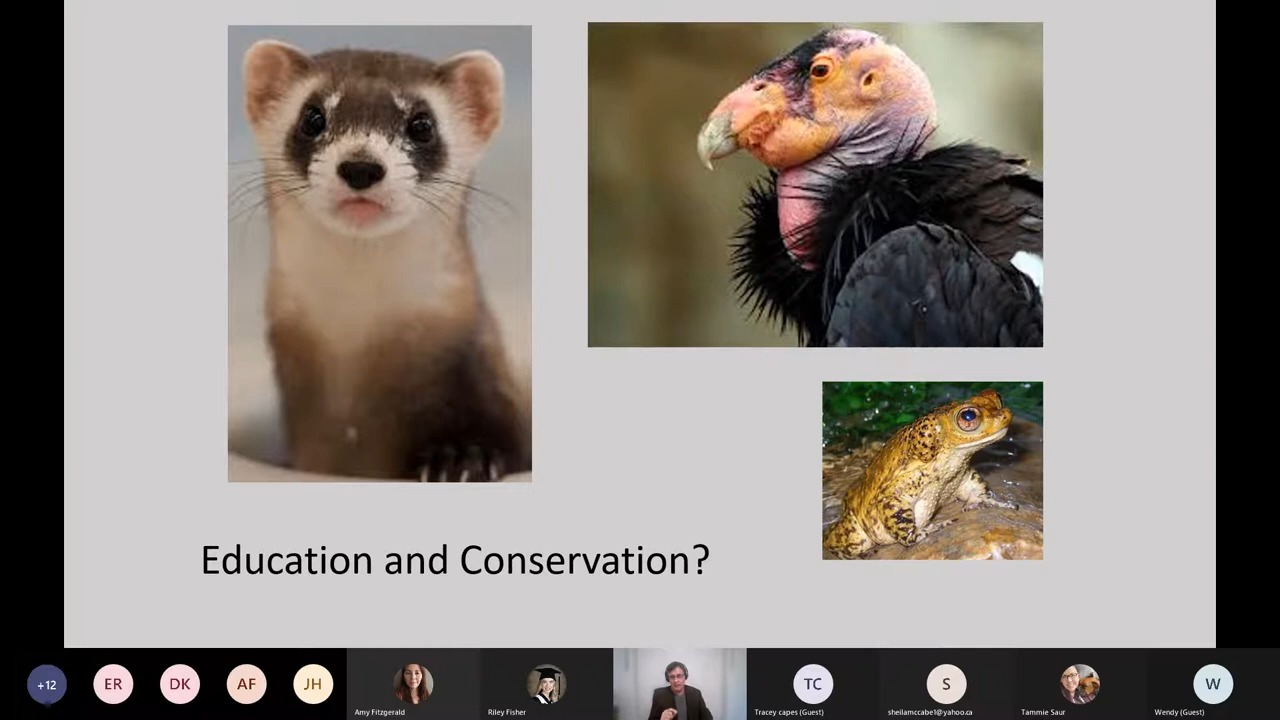 Education and Conservation?
+12
ER
DK
AF
JH
Amy Fitzgerald
Riley Fisher
TC
Tracey capes (Guest)
S
sheilamccabe1@yahoo.ca
Tammie Saur
W
Wendy (Guest)